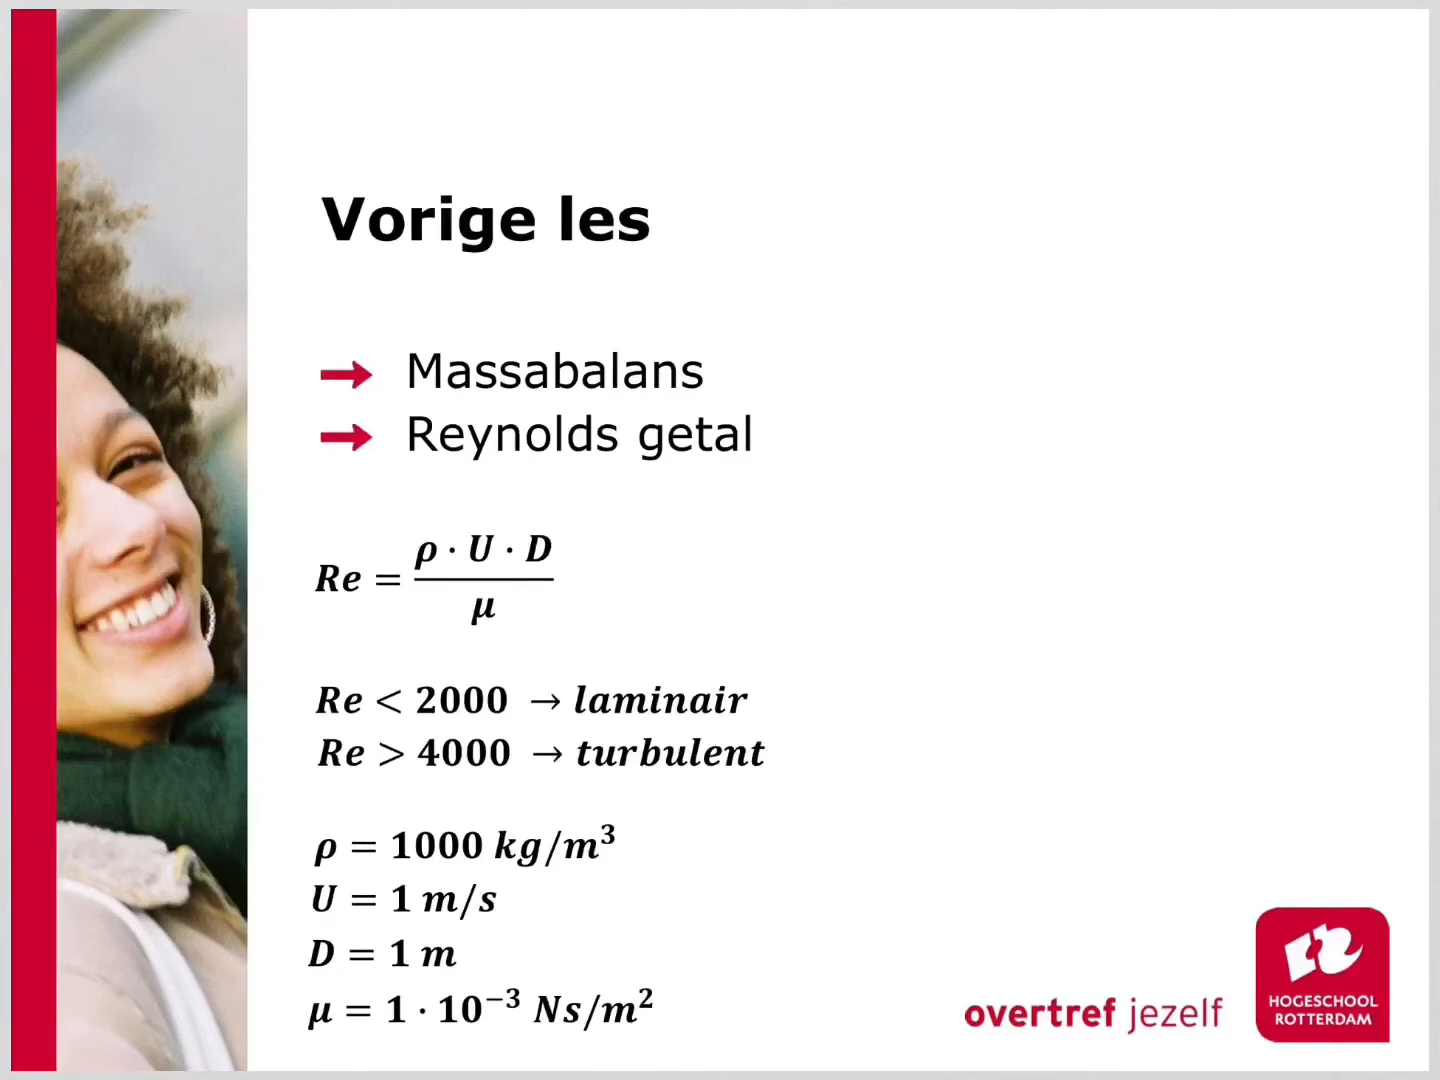 Vorige les
→ Massabalans
→ Reynolds getal
Re = ρ · U · D / μ
Re < 2000 → laminair
Re > 4000 → turbulent
ρ = 1000 kg/m³
U = 1 m/s
D = 1 m
μ = 1 · 10⁻³ Ns/m²
overtref jezelf
HOGESCHOOL
ROTTERDAM